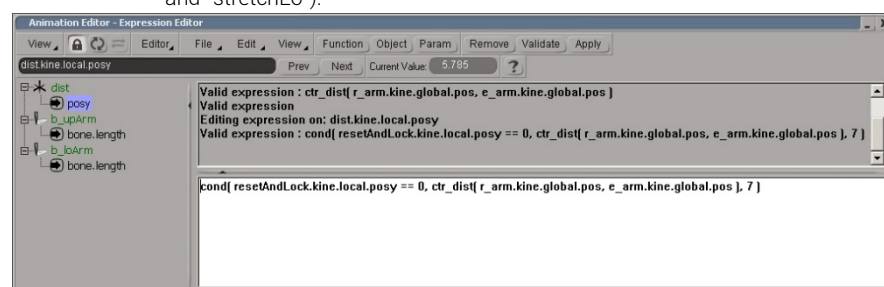 and "stretchLo").
Animation Editor - Expression Editor
View Editor File Edit View Function Object Param Remove Validate Apply
dist.kine.local.posy Prev Next Current Value: 5.785 ?
dist
posy
b_upArm
bone.length
b_loArm
bone.length
Valid expression : ctr_dist( r_arm.kine.global.pos, e_arm.kine.global.pos )
Valid expression
Editing expression on: dist.kine.local.posy
Valid expression : cond( resetAndLock.kine.local.posy == 0, ctr_dist( r_arm.kine.global.pos, e_arm.kine.global.pos ), 7 )
cond( resetAndLock.kine.local.posy == 0, ctr_dist( r_arm.kine.global.pos, e_arm.kine.global.pos ), 7 )